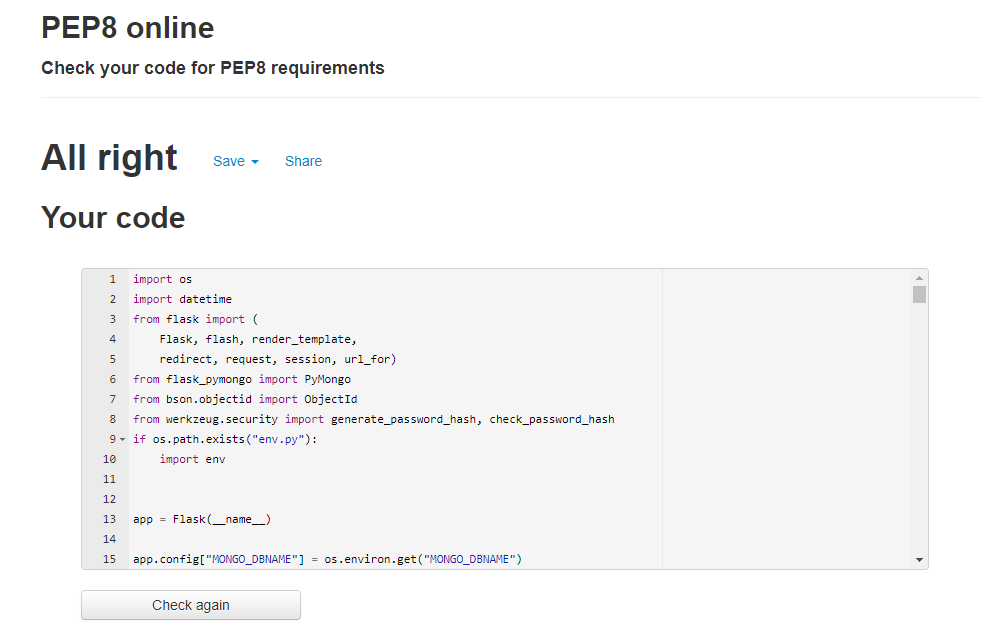 PEP8 online
Check your code for PEP8 requirements
All right Save Share
Your code
1 import os
2 import datetime
3 from flask import (
4     Flask, flash, render_template,
5     redirect, request, session, url_for)
6 from flask_pymongo import PyMongo
7 from bson.objectid import ObjectId
8 from werkzeug.security import generate_password_hash, check_password_hash
9 if os.path.exists("env.py"):
10     import env
11
12
13 app = Flask(__name__)
14
15 app.config["MONGO_DBNAME"] = os.environ.get("MONGO_DBNAME")
Check again